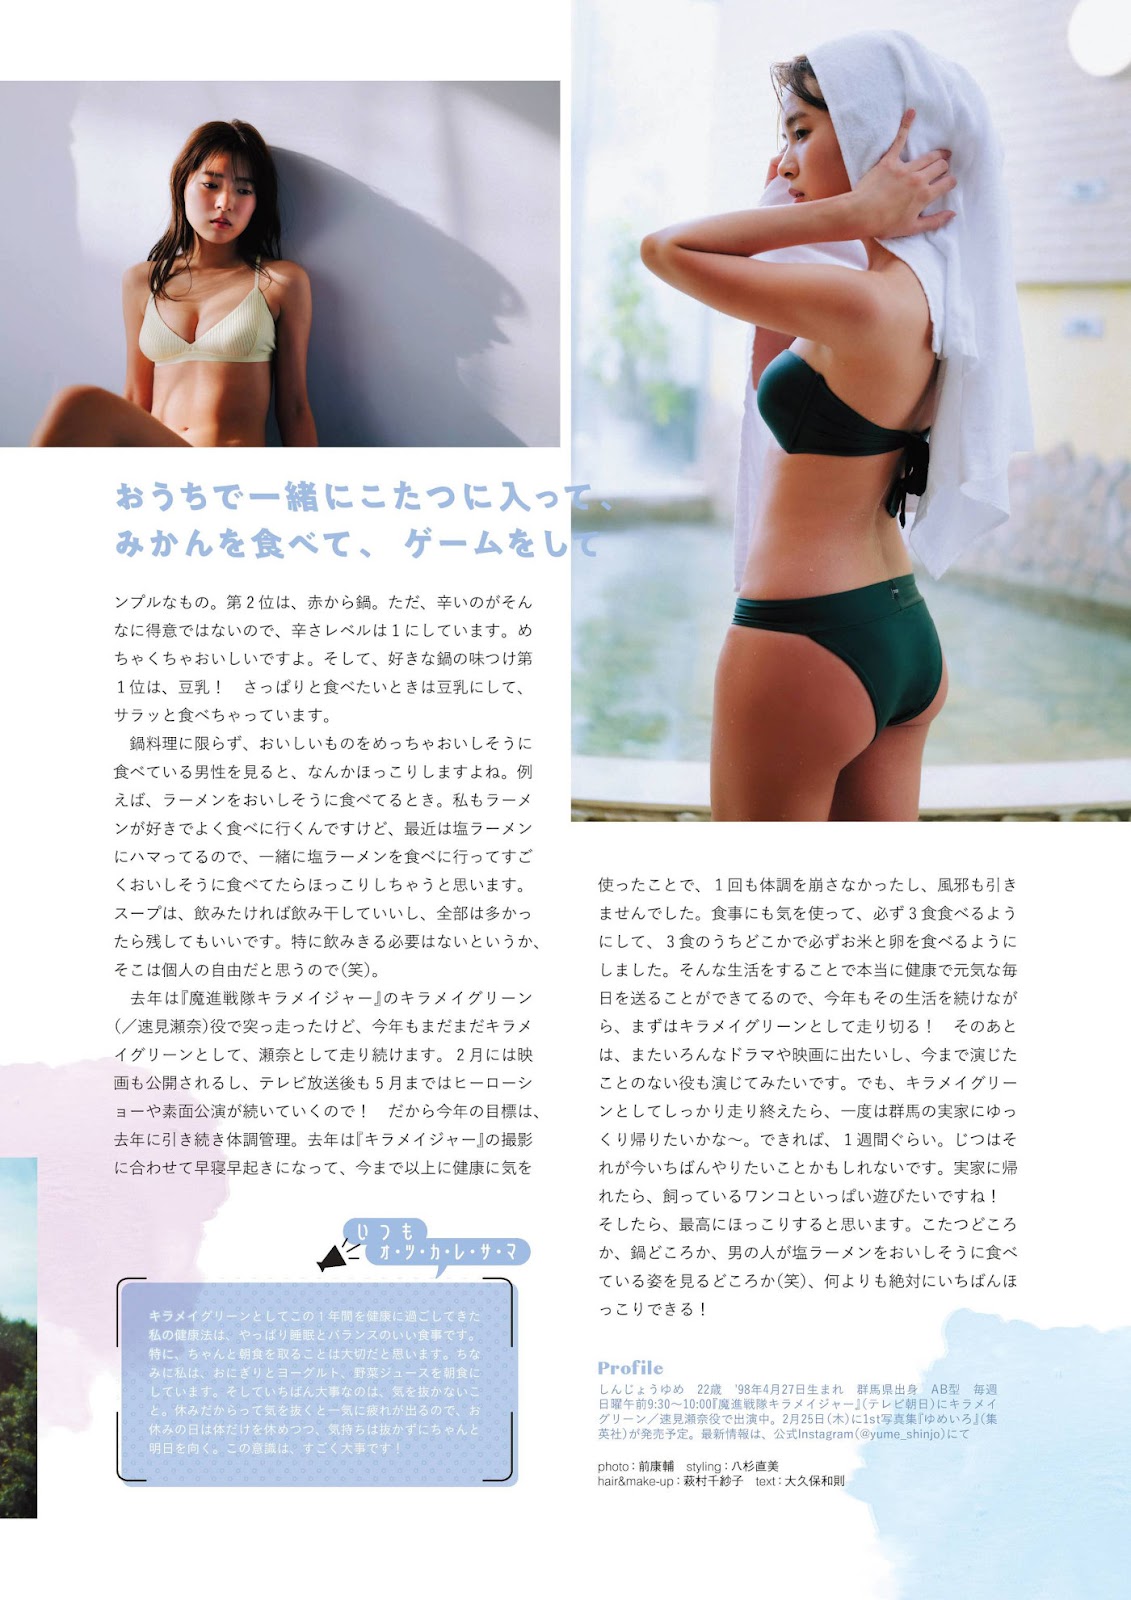 おうちで一緒にこたつに入って、
みかんを食べて、ゲームをして
ンプルなもの。第２位は、赤から鍋。ただ、辛いのがそん
なに得意ではないので、辛さレベルは１にしています。め
ちゃくちゃおいしいですよ。そして、好きな鍋の味つけ第
１位は、豆乳！　さっぱりと食べたいときは豆乳にして、
サラッと食べちゃっています。
　鍋料理に限らず、おいしいものをめっちゃおいしそうに
食べている男性を見ると、なんかほっこりしますよね。例
えば、ラーメンをおいしそうに食べてるとき。私もラーメ
ンが好きでよく食べに行くんですけど、最近は塩ラーメン
にハマってるので、一緒に塩ラーメンを食べに行ってすご
くおいしそうに食べてたらほっこりしちゃうと思います。
スープは、飲みたければ飲み干していいし、全部は多かっ
たら残してもいいです。特に飲みきる必要はないというか、
そこは個人の自由だと思うので(笑)。
　去年は『魔進戦隊キラメイジャー』のキラメイグリーン
(／速見瀬奈)役で突っ走ったけど、今年もまだまだキラメ
イグリーンとして、瀬奈として走り続けます。２月には映
画も公開されるし、テレビ放送後も５月まではヒーローシ
ョーや素面公演が続いていくので！　だから今年の目標は、
去年に引き続き体調管理。去年は『キラメイジャー』の撮影
に合わせて早寝早起きになって、今まで以上に健康に気を
使ったことで、１回も体調を崩さなかったし、風邪も引き
ませんでした。食事にも気を使って、必ず３食食べるよう
にして、３食のうちどこかで必ずお米と卵を食べるように
しました。そんな生活をすることで本当に健康で元気な毎
日を送ることができてるので、今年もその生活を続けなが
ら、まずはキラメイグリーンとして走り切る！　そのあと
は、またいろんなドラマや映画に出たいし、今まで演じた
ことのない役も演じてみたいです。でも、キラメイグリー
ンとしてしっかり走り終えたら、一度は群馬の実家にゆっ
くり帰りたいかな〜。できれば、１週間ぐらい。じつはそ
れが今いちばんやりたいことかもしれないです。実家に帰
れたら、飼っているワンコといっぱい遊びたいですね！
そしたら、最高にほっこりすると思います。こたつどころ
か、鍋どころか、男の人が塩ラーメンをおいしそうに食べ
ている姿を見るどころか(笑)、何よりも絶対にいちばんほ
っこりできる！
いつも
オ・ツ・カ・レ・サ・マ
キラメイグリーンとしてこの１年間を健康に過ごしてきた
私の健康法は、やっぱり睡眠とバランスのいい食事です。
特に、ちゃんと朝食を取ることは大切だと思います。ちな
みに私は、おにぎりとヨーグルト、野菜ジュースを朝食に
しています。そしていちばん大事なのは、気を抜かないこ
と。休みだからって気を抜くと一気に疲れが出るので、お
休みの日は体だけを休めつつ、気持ちは抜かずにちゃんと
明日を向く。この意識は、すごく大事です！
Profile
しんじょうゆめ　22歳　'98年4月27日生まれ　群馬県出身　AB型　毎週
日曜午前9:30〜10:00『魔進戦隊キラメイジャー』(テレビ朝日)にキラメイ
グリーン／速見瀬奈役で出演中。2月25日(木)に1st写真集『ゆめいろ』(集
英社)が発売予定。最新情報は、公式Instagram(@yume_shinjo)にて
photo：前康輔　styling：八杉直美
hair&make-up：萩村千紗子　text：大久保和則